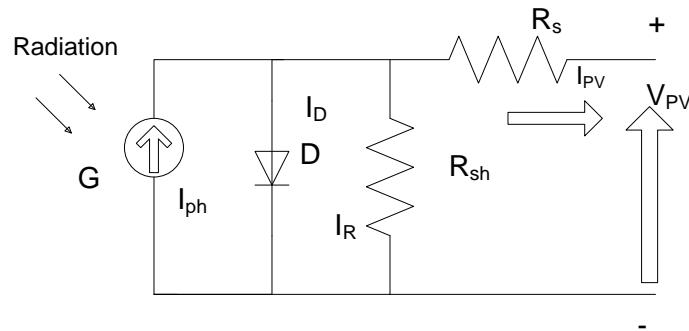 Radiation
G
I_ph
I_D
D
I_R
R_sh
R_s
I_PV
+
V_PV
-